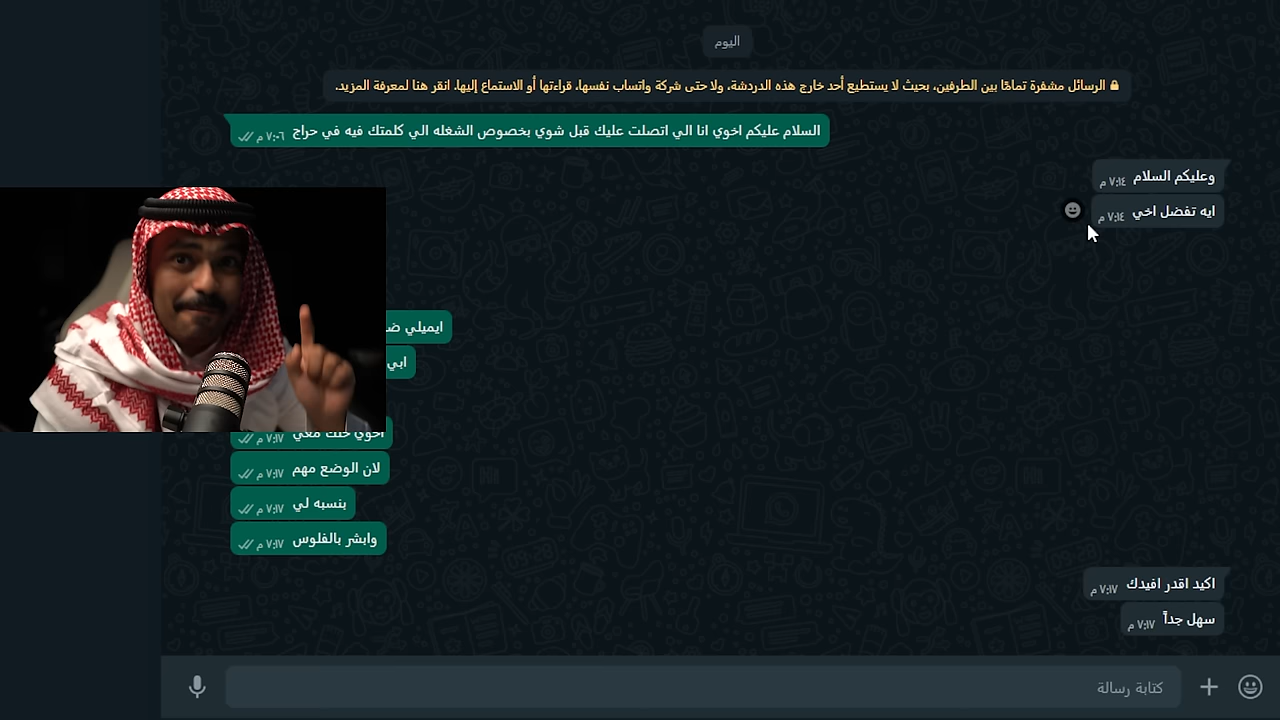 اليوم
الرسائل مشفرة تمامًا بين الطرفين، بحيث لا يستطيع أحد خارج هذه الدردشة، ولا حتى شركة واتساب نفسها، قراءتها أو الاستماع إليها. انقر هنا لمعرفة المزيد.
السلام عليكم اخوي انا الي اتصلت عليك قبل شوي بخصوص الشغله الي كلمتك فيه في حراج ٧:٠٦ م
وعليكم السلام ٧:١٤ م
ايه تفضل اخي ٧:١٤ م
ايميلي
اخوي خلك معي ٧:١٧ م
لان الوضع مهم ٧:١٧ م
بنسبه لي ٧:١٧ م
وابشر بالفلوس ٧:١٧ م
اكيد اقدر افيدك ٧:١٧ م
سهل جداً ٧:١٧ م
كتابة رسالة